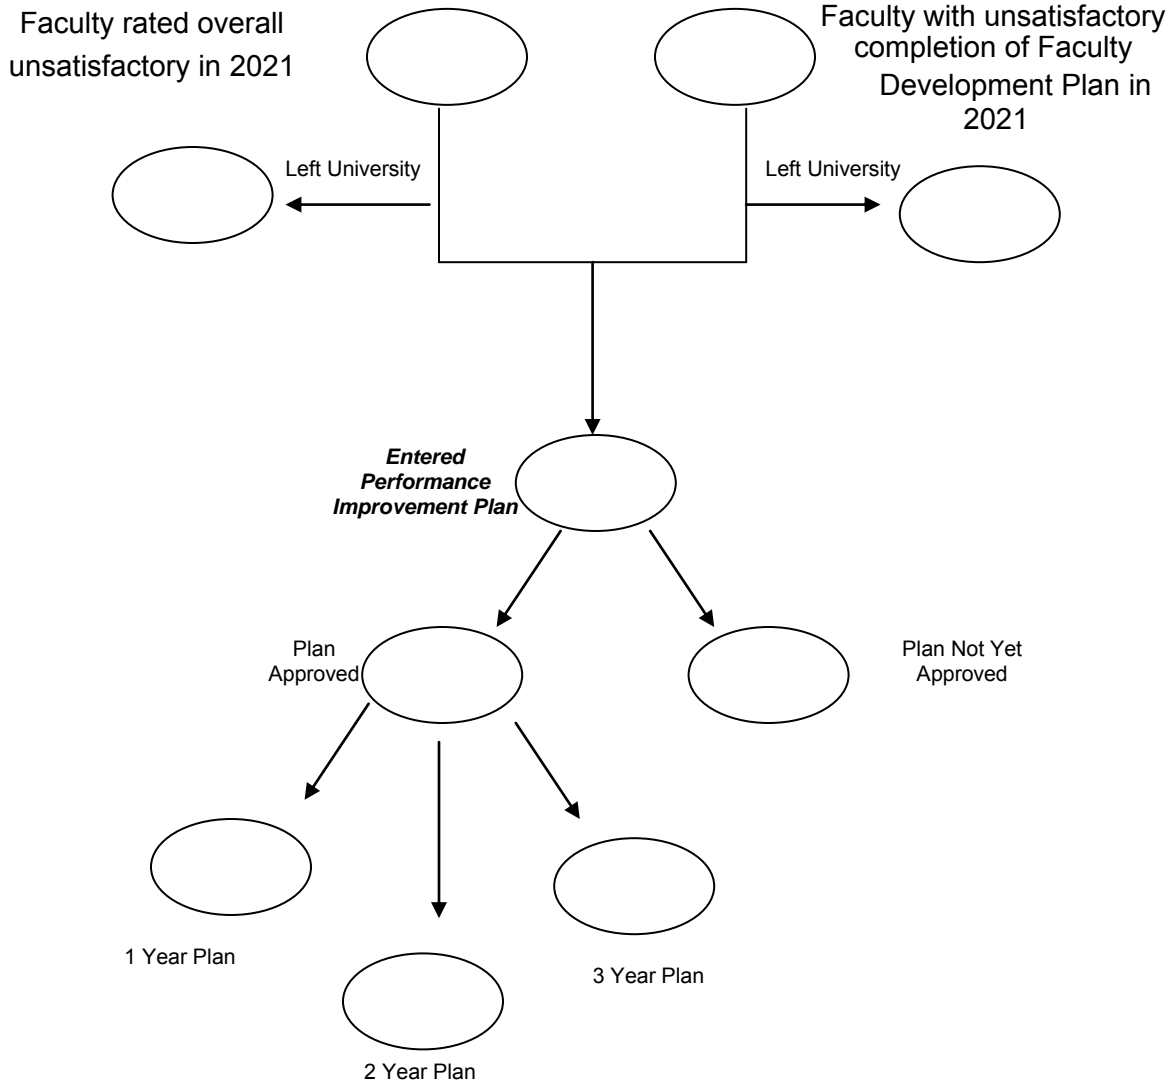 Faculty rated overall
unsatisfactory in 2021
Faculty with unsatisfactory
completion of Faculty
Development Plan in
2021
Left University
Left University
Entered
Performance
Improvement Plan
Plan
Approved
Plan Not Yet
Approved
1 Year Plan
3 Year Plan
2 Year Plan